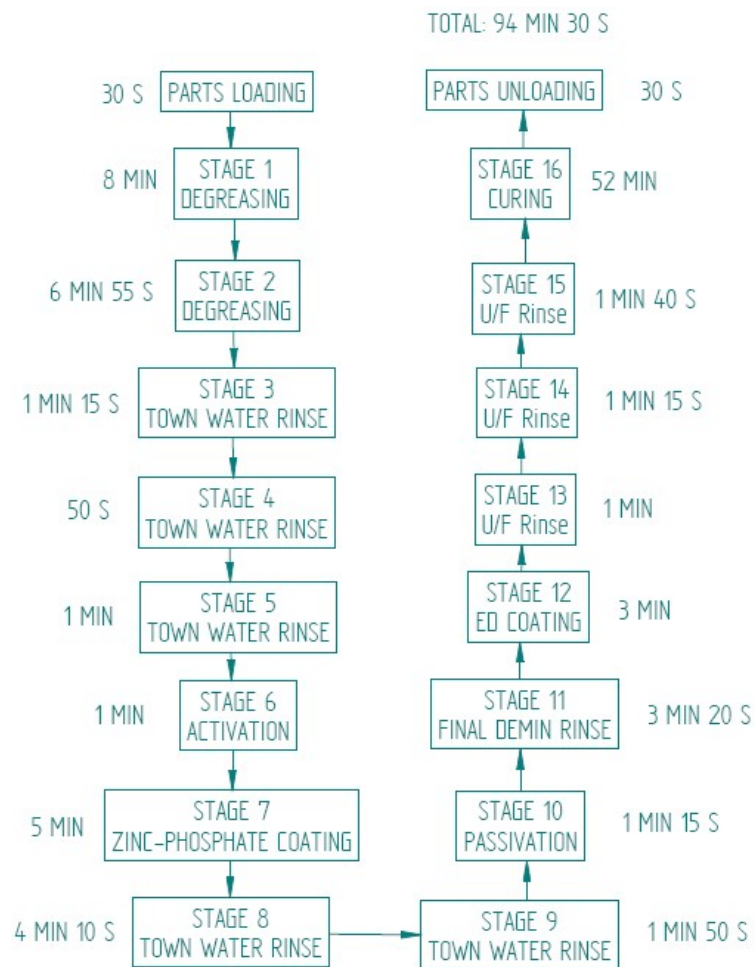 TOTAL: 94 MIN 30 S
30 S
PARTS LOADING
8 MIN
STAGE 1
DEGREASING
6 MIN 55 S
STAGE 2
DEGREASING
1 MIN 15 S
STAGE 3
TOWN WATER RINSE
50 S
STAGE 4
TOWN WATER RINSE
1 MIN
STAGE 5
TOWN WATER RINSE
1 MIN
STAGE 6
ACTIVATION
5 MIN
STAGE 7
ZINC-PHOSPHATE COATING
4 MIN 10 S
STAGE 8
TOWN WATER RINSE
STAGE 9
TOWN WATER RINSE
1 MIN 50 S
STAGE 10
PASSIVATION
1 MIN 15 S
STAGE 11
FINAL DEMIN RINSE
3 MIN 20 S
STAGE 12
ED COATING
3 MIN
STAGE 13
U/F Rinse
1 MIN
STAGE 14
U/F Rinse
1 MIN 15 S
STAGE 15
U/F Rinse
1 MIN 40 S
STAGE 16
CURING
52 MIN
PARTS UNLOADING
30 S